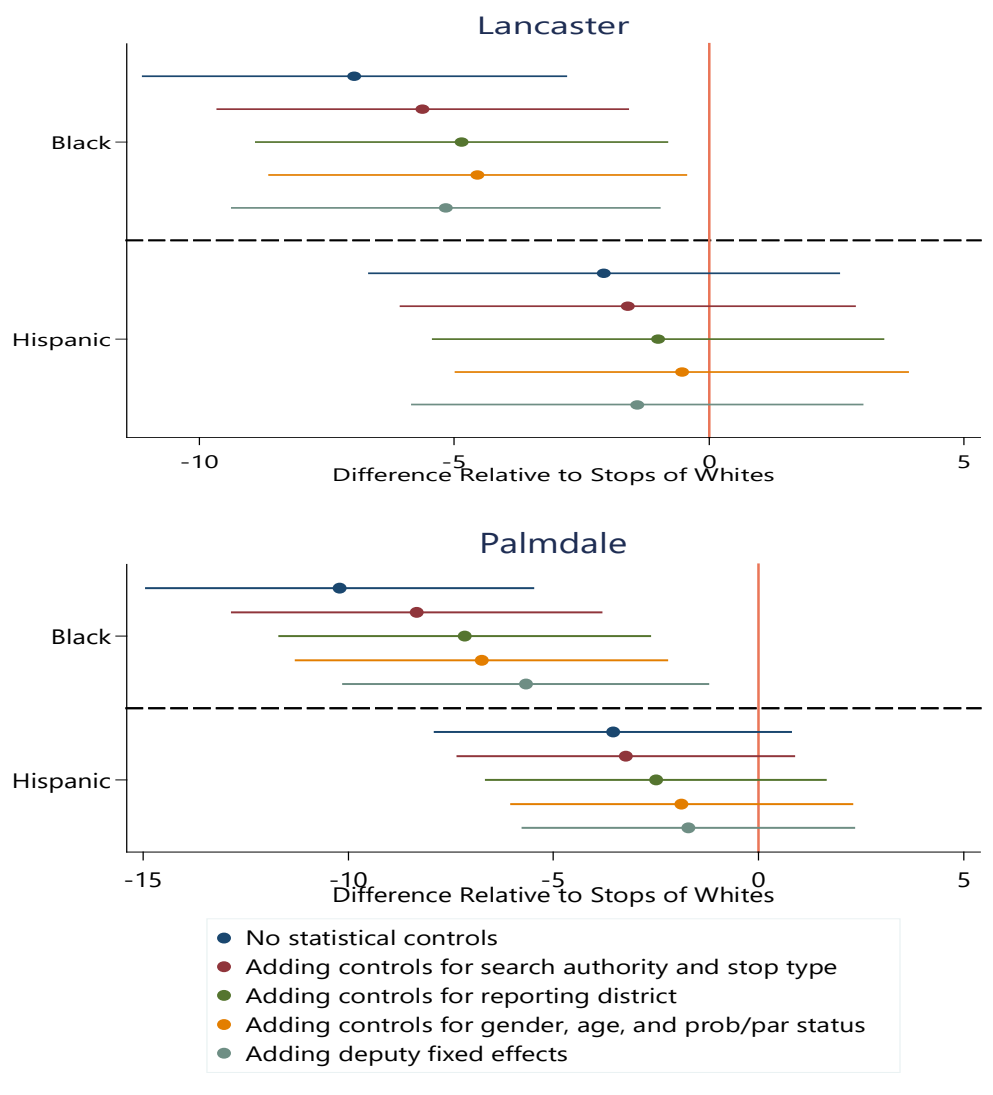 Lancaster
Black
Hispanic
-10 -5 0 5
Difference Relative to Stops of Whites
Palmdale
Black
Hispanic
-15 -10 -5 0 5
Difference Relative to Stops of Whites
No statistical controls
Adding controls for search authority and stop type
Adding controls for reporting district
Adding controls for gender, age, and prob/par status
Adding deputy fixed effects